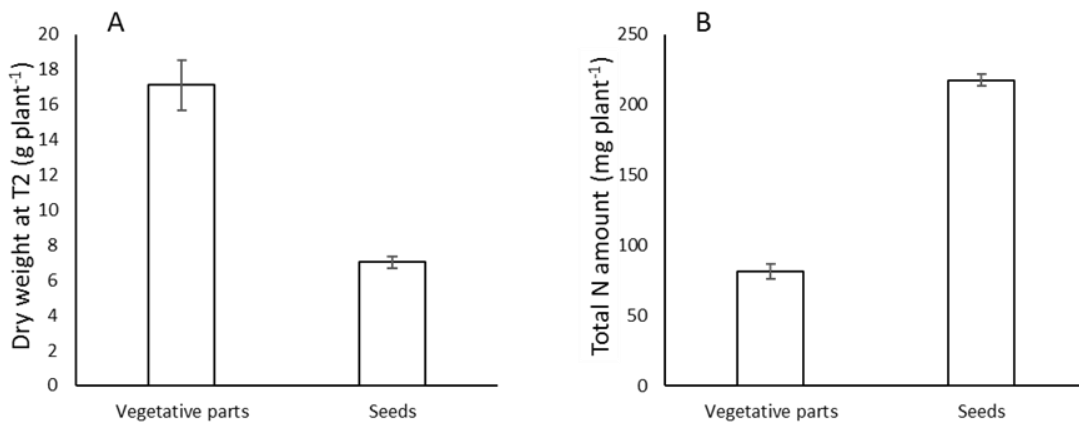 A
Dry weight at T2 (g plant⁻¹)
20
18
16
14
12
10
8
6
4
2
0
Vegetative parts
Seeds
B
Total N amount (mg plant⁻¹)
250
200
150
100
50
0
Vegetative parts
Seeds